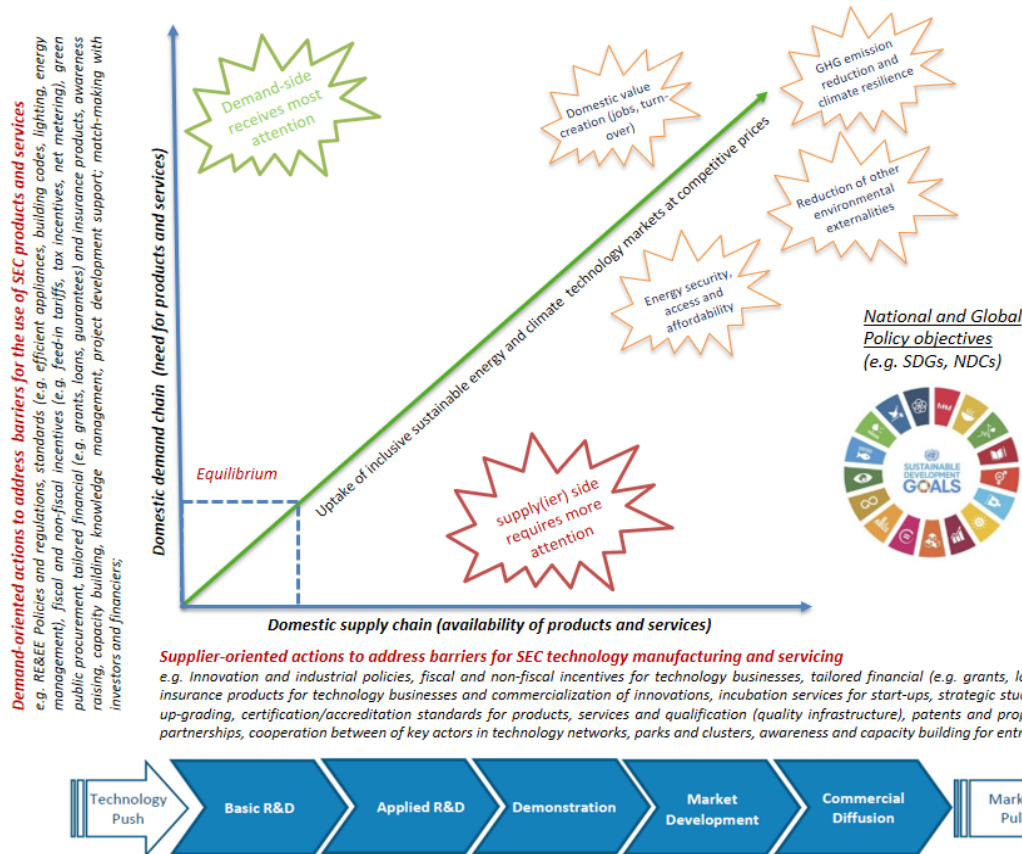 Demand-oriented actions to address barriers for the use of SEC products and services
e.g. RE&EE Policies and regulations, standards (e.g. efficient appliances, building codes, lighting, energy
management), fiscal and non-fiscal incentives (e.g. feed-in tariffs, tax incentives, net metering), green
public procurement, tailored financial (e.g. grants, loans, guarantees) and insurance products, awareness
raising, capacity building, knowledge management, project development support; match-making with
investors and financiers;
Domestic demand chain (need for products and services)
Demand-side
receives most
attention
Domestic value
creation (jobs, turn-
over)
GHG emission
reduction and
climate resilience
Reduction of other
environmental
externalities
Energy security,
access and
affordability
Uptake of inclusive sustainable energy and climate technology markets at competitive prices
National and Global
Policy objectives
(e.g. SDGs, NDCs)
SUSTAINABLE
DEVELOPMENT
GOALS
Equilibrium
supply(ier) side
requires more
attention
Domestic supply chain (availability of products and services)
Supplier-oriented actions to address barriers for SEC technology manufacturing and servicing
e.g. Innovation and industrial policies, fiscal and non-fiscal incentives for technology businesses, tailored financial (e.g. grants,
insurance products for technology businesses and commercialization of innovations, incubation services for start-ups, strategic
up-grading, certification/accreditation standards for products, services and qualification (quality infrastructure), patents and
partnerships, cooperation between of key actors in technology networks, parks and clusters, awareness and capacity building for
Technology
Push
Basic R&D
Applied R&D
Demonstration
Market
Development
Commercial
Diffusion
Mark
Pul